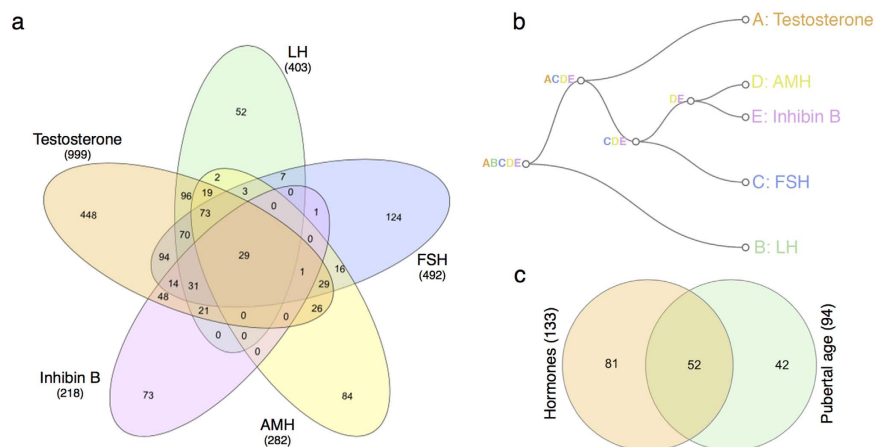 a
LH
(403)
52
Testosterone
(999)
448
2
7
96
19
3
0
0
1
73
124
70
0
94
29
FSH
(492)
1
16
14
31
29
48
21
0
0
26
0
0
0
Inhibin B
(218)
73
84
AMH
(282)
b
A: Testosterone
ACDE
D: AMH
DE
E: Inhibin B
CDE
ABCDE
C: FSH
B: LH
c
Hormones (133)
81
52
42
Pubertal age (94)